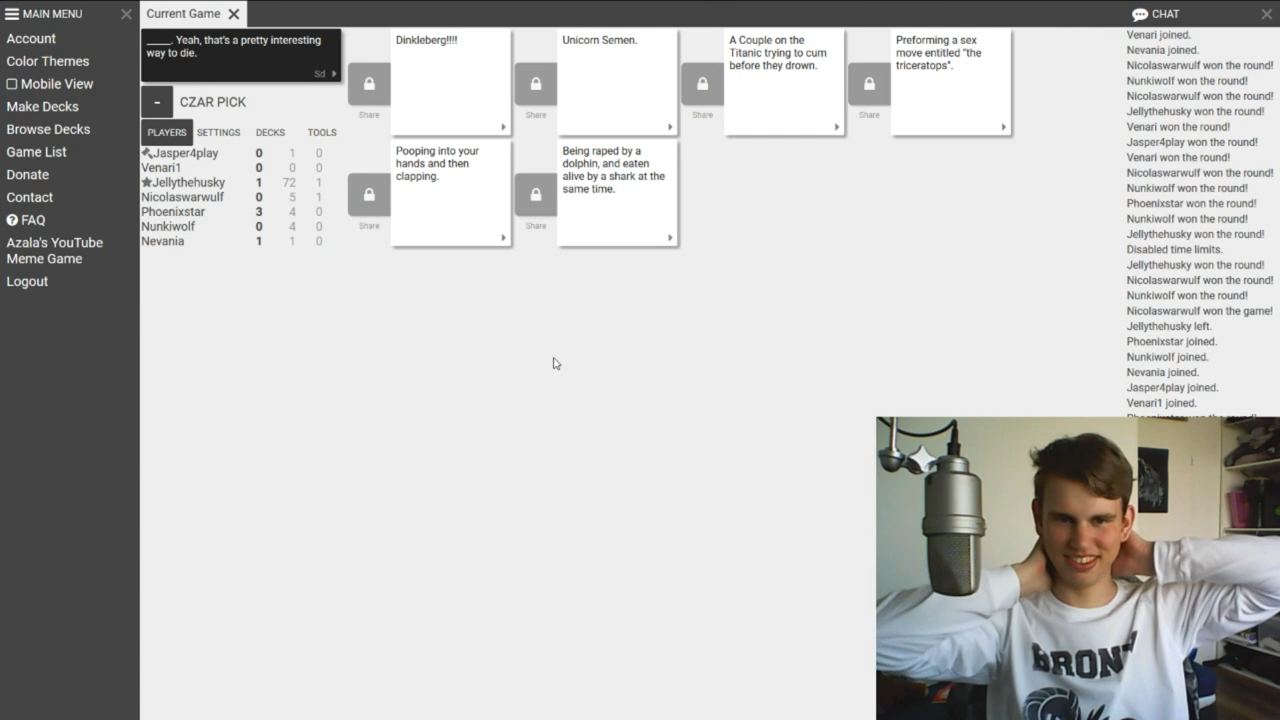 MAIN MENU
Account
Color Themes
Mobile View
Make Decks
Browse Decks
Game List
Donate
Contact
FAQ
Azala's YouTube
Meme Game
Logout
Current Game
_____. Yeah, that's a pretty interesting
way to die.
Sd
- CZAR PICK
PLAYERS SETTINGS DECKS TOOLS
Jasper4play 0 1 0
Venari1 0 0 0
Jellythehusky 1 72 1
Nicolaswarwulf 0 5 1
Phoenixstar 3 4 0
Nunkiwolf 0 4 0
Nevania 1 1 0
Share
Dinkleberg!!!!
Share
Unicorn Semen.
Share
A Couple on the
Titanic trying to cum
before they drown.
Share
Preforming a sex
move entitled "the
triceratops".
Share
Pooping into your
hands and then
clapping.
Share
Being raped by a
dolphin, and eaten
alive by a shark at the
same time.
CHAT
Venari joined.
Nevania joined.
Nicolaswarwulf won the round!
Nunkiwolf won the round!
Nicolaswarwulf won the round!
Jellythehusky won the round!
Venari won the round!
Jasper4play won the round!
Venari won the round!
Nicolaswarwulf won the round!
Nunkiwolf won the round!
Phoenixstar won the round!
Nunkiwolf won the round!
Jellythehusky won the round!
Disabled time limits.
Jellythehusky won the round!
Nicolaswarwulf won the round!
Nunkiwolf won the round!
Nicolaswarwulf won the game!
Jellythehusky left.
Phoenixstar joined.
Nunkiwolf joined.
Nevania joined.
Jasper4play joined.
Venari1 joined.